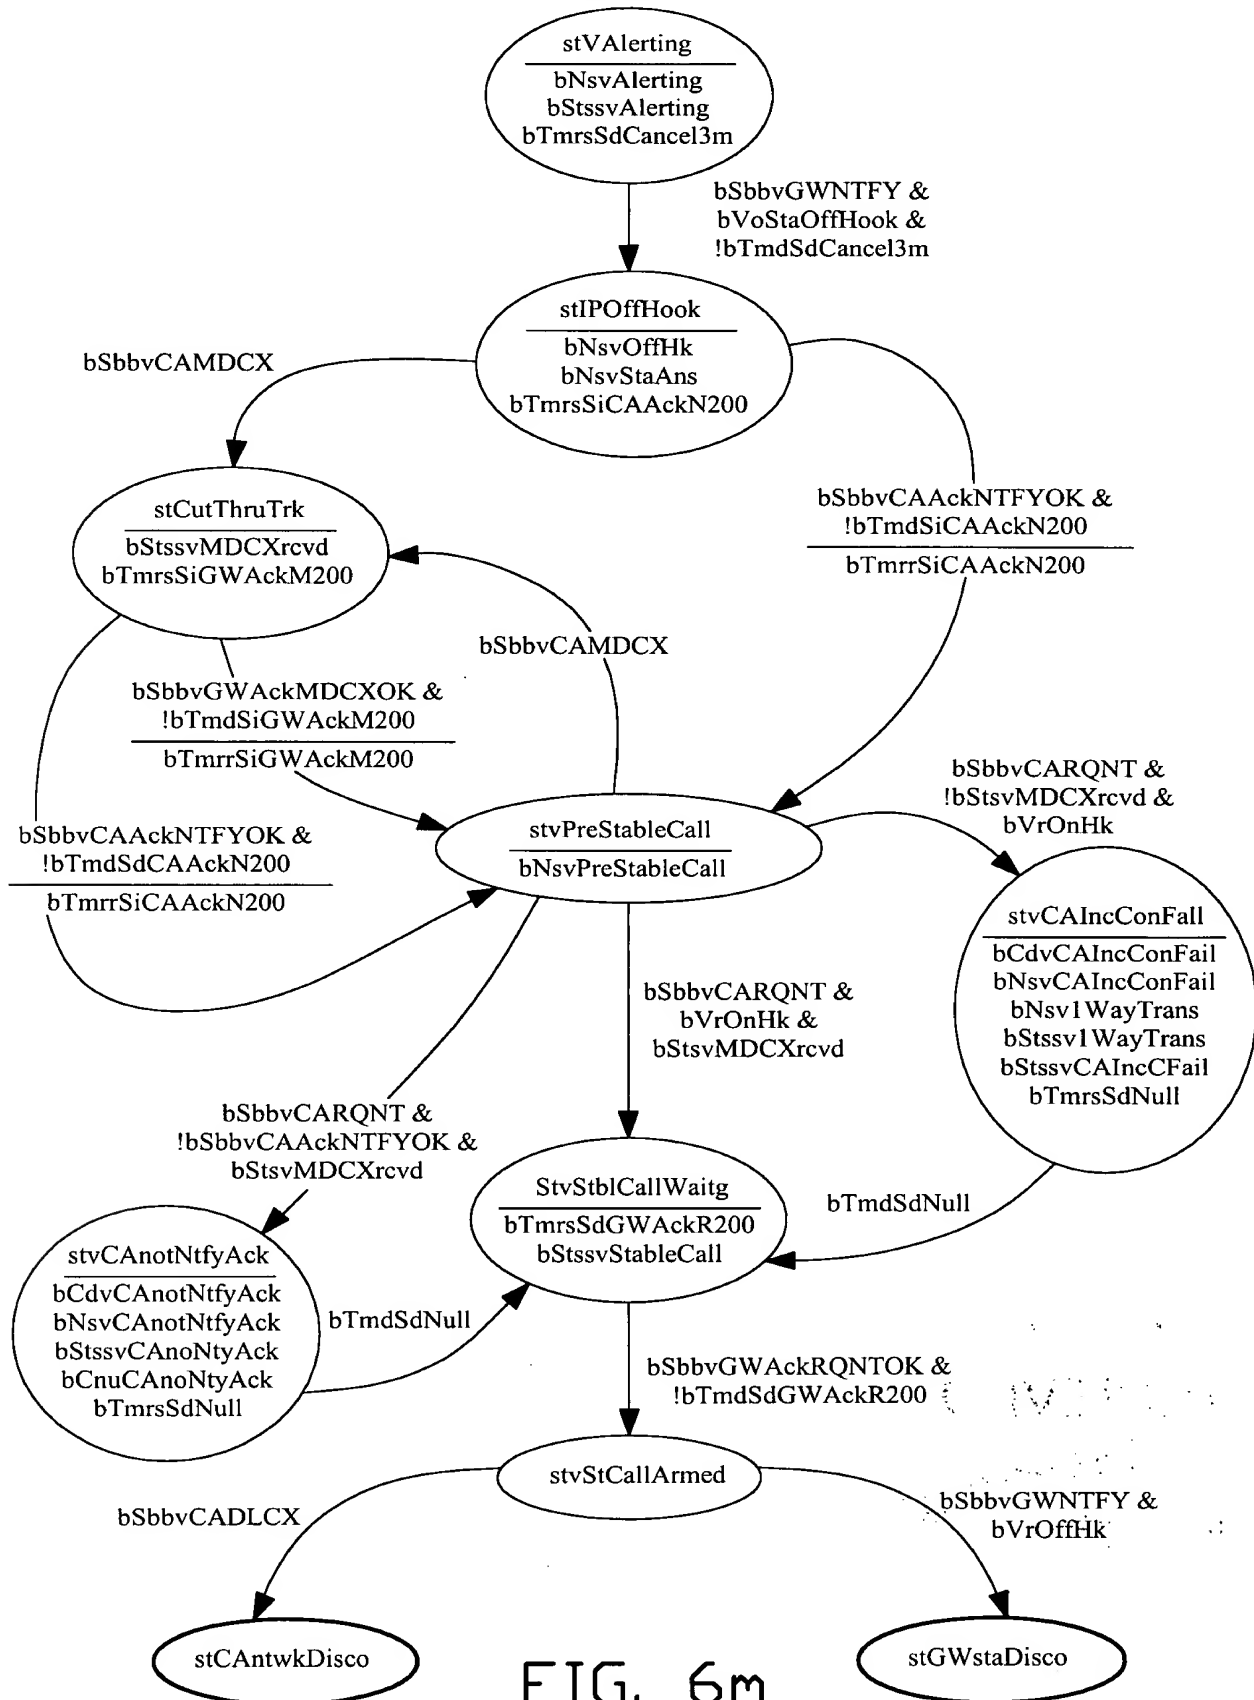 stVAlerting
bNsvAlerting
bStssvAlerting
bTmrsSdCancel3m
bSbbvGWNTFY &
bVoStaOffHook &
!bTmdSdCancel3m
stIPOffHook
bNsvOffHk
bNsvStaAns
bTmrsSiCAAckN200
bSbbvCAMDCX
stCutThruTrk
bStssvMDCXrcvd
bTmrsSiGWAckM200
bSbbvCAAckNTFYOK &
!bTmdSiCAAckN200
bTmrrSiCAAckN200
bSbbvCAMDCX
bSbbvGWAckMDCXOK &
!bTmdSiGWAckM200
bTmrrSiGWAckM200
bSbbvCARQNT &
!bStsvMDCXrcvd &
bVrOnHk
bSbbvCAAckNTFYOK &
!bTmdSdCAAckN200
bTmrrSiCAAckN200
stvPreStableCall
bNsvPreStableCall
stvCAIncConFall
bCdvCAIncConFail
bNsvCAIncConFail
bNsv1WayTrans
bStssv1WayTrans
bStssvCAIncCFail
bTmrsSdNull
bSbbvCARQNT &
bVrOnHk &
bStsvMDCXrcvd
bSbbvCARQNT &
!bSbbvCAAckNTFYOK &
bStsvMDCXrcvd
StvStblCallWaitg
bTmrsSdGWAckR200
bStssvStableCall
bTmdSdNull
stvCAnotNtfyAck
bCdvCAnotNtfyAck
bNsvCAnotNtfyAck
bStssvCAnoNtyAck
bCnuCAnoNtyAck
bTmrsSdNull
bTmdSdNull
bSbbvGWAckRQNTOK &
!bTmdSdGWAckR200
stvStCallArmed
bSbbvCADLCX
bSbbvGWNTFY &
bVrOffHk
stCAntwkDisco
stGWstaDisco
FIG. 6m